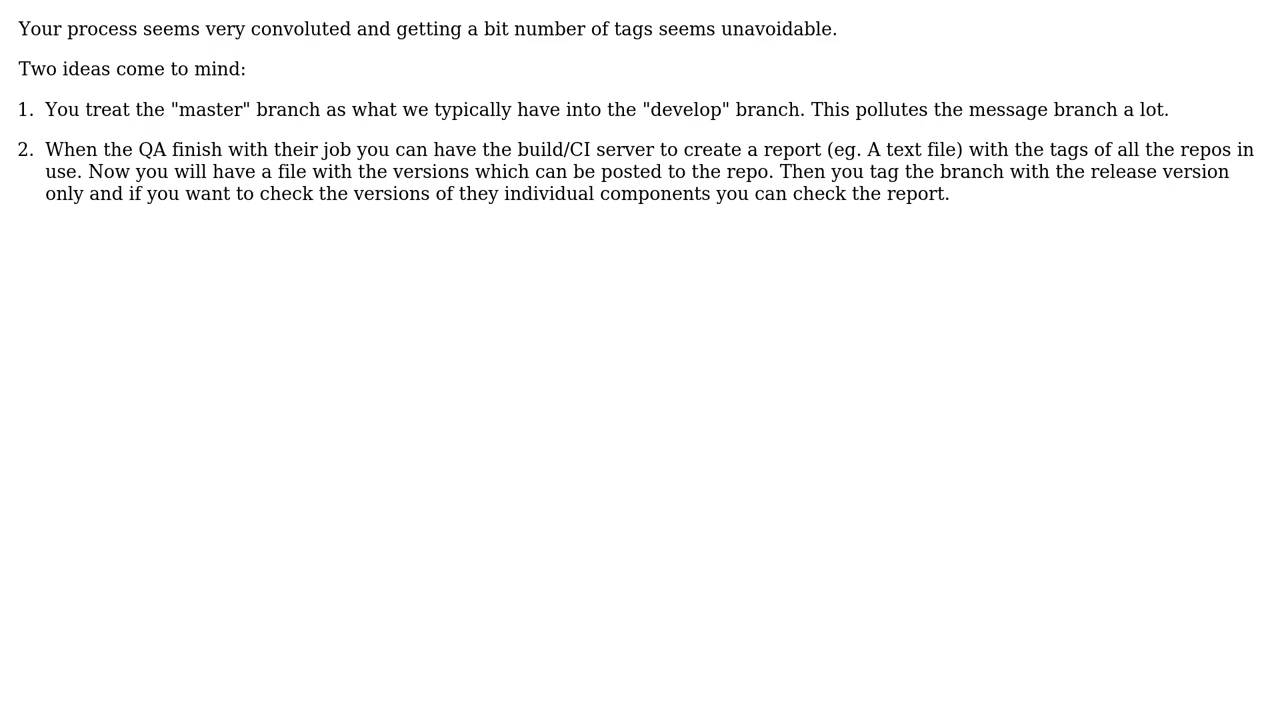 Your process seems very convoluted and getting a bit number of tags seems unavoidable.
Two ideas come to mind:
1. You treat the "master" branch as what we typically have into the "develop" branch. This pollutes the message branch a lot.
2. When the QA finish with their job you can have the build/CI server to create a report (eg. A text file) with the tags of all the repos in
use. Now you will have a file with the versions which can be posted to the repo. Then you tag the branch with the release version
only and if you want to check the versions of they individual components you can check the report.